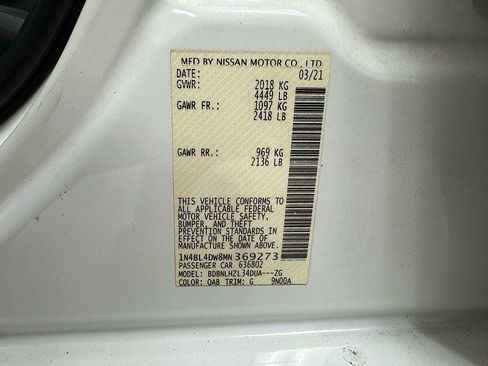 MFD BY NISSAN MOTOR CO., LTD.
DATE: 03/21
GVWR: 2018 KG
4449 LB
GAWR FR.: 1097 KG
2418 LB
GAWR RR.: 969 KG
2136 LB
THIS VEHICLE CONFORMS TO
ALL APPLICABLE FEDERAL
MOTOR VEHICLE SAFETY,
BUMPER, AND THEFT
PREVENTION STANDARDS IN
EFFECT ON THE DATE OF
MANUFACTURE SHOWN ABOVE.
1N4BL4DW8MN369273
PASSENGER CAR 636802
MODEL: BDBNLHZL34DUA---ZG
COLOR: QAB TRIM: G 9N00A